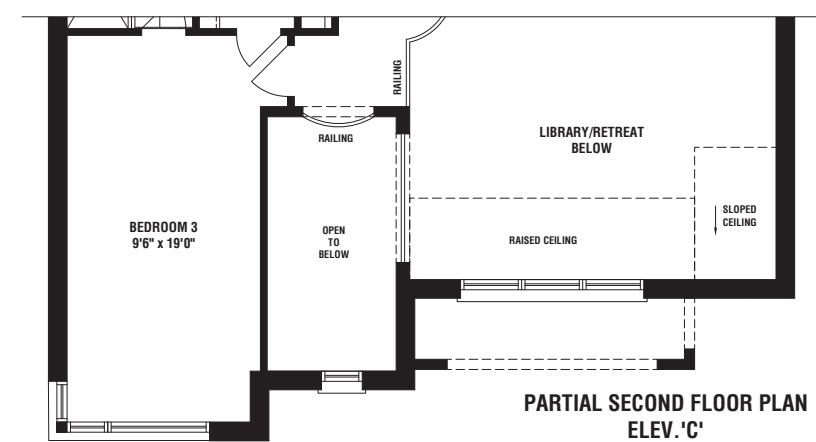 RAILING
RAILING
LIBRARY/RETREAT
BELOW
BEDROOM 3
9'6" x 19'0"
OPEN
TO
BELOW
RAISED CEILING
SLOPED
CEILING
PARTIAL SECOND FLOOR PLAN
ELEV.'C'